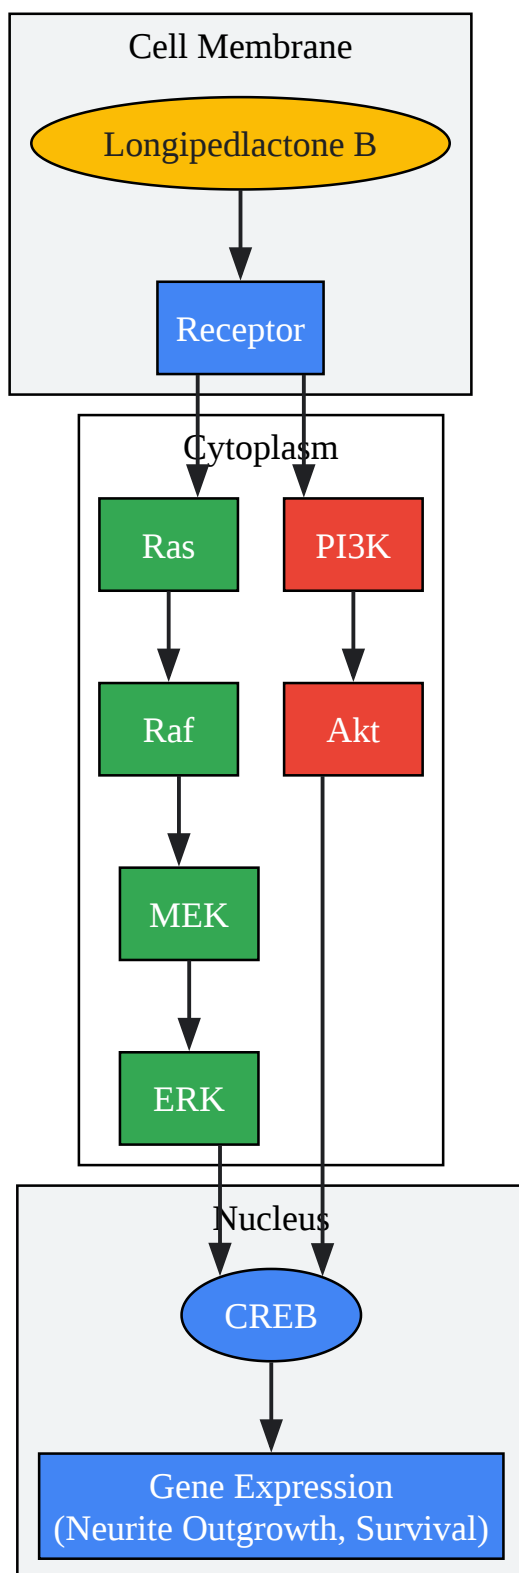 Cell Membrane
Longipedlactone B
Receptor
Cytoplasm
Ras
PI3K
Raf
Akt
MEK
ERK
Nucleus
CREB
Gene Expression
(Neurite Outgrowth, Survival)